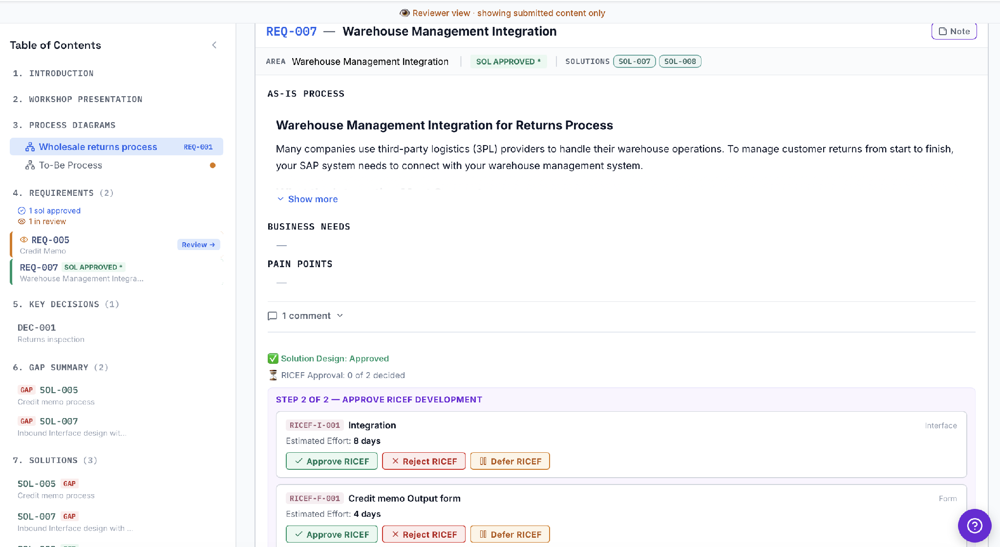 Reviewer view · showing submitted content only
Table of Contents
1. INTRODUCTION
2. WORKSHOP PRESENTATION
3. PROCESS DIAGRAMS
Wholesale returns process REQ-001
To-Be Process
4. REQUIREMENTS (2)
1 sol approved
1 in review
REQ-005
Credit Memo
Review →
REQ-007 SOL APPROVED *
Warehouse Management Integra...
5. KEY DECISIONS (1)
DEC-001
Returns inspection
6. GAP SUMMARY (2)
GAP SOL-005
Credit memo process
GAP SOL-007
Inbound Interface design wit...
7. SOLUTIONS (3)
SOL-005 GAP
Credit memo process
SOL-007 GAP
Inbound Interface design with ...
REQ-007 — Warehouse Management Integration
Note
AREA Warehouse Management Integration | SOL APPROVED * | SOLUTIONS SOL-007 SOL-008
AS-IS PROCESS
Warehouse Management Integration for Returns Process
Many companies use third-party logistics (3PL) providers to handle their warehouse operations. To manage customer returns from start to finish,
your SAP system needs to connect with your warehouse management system.
Show more
BUSINESS NEEDS
—
PAIN POINTS
—
1 comment
Solution Design: Approved
RICEF Approval: 0 of 2 decided
STEP 2 OF 2 — APPROVE RICEF DEVELOPMENT
RICEF-I-001 Integration Interface
Estimated Effort: 8 days
Approve RICEF Reject RICEF Defer RICEF
RICEF-F-001 Credit memo Output form Form
Estimated Effort: 4 days
Approve RICEF Reject RICEF Defer RICEF